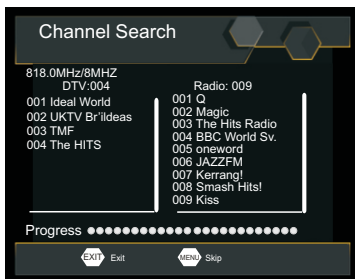 Channel Search
818.0MHz/8MHZ
DTV:004
001 Ideal World
002 UKTV Br'ildeas
003 TMF
004 The HITS
Radio: 009
001 Q
002 Magic
003 The Hits Radio
004 BBC World Sv.
005 oneword
006 JAZZFM
007 Kerrang!
008 Smash Hits!
009 Kiss
Progress
EXIT Exit
MENU Skip